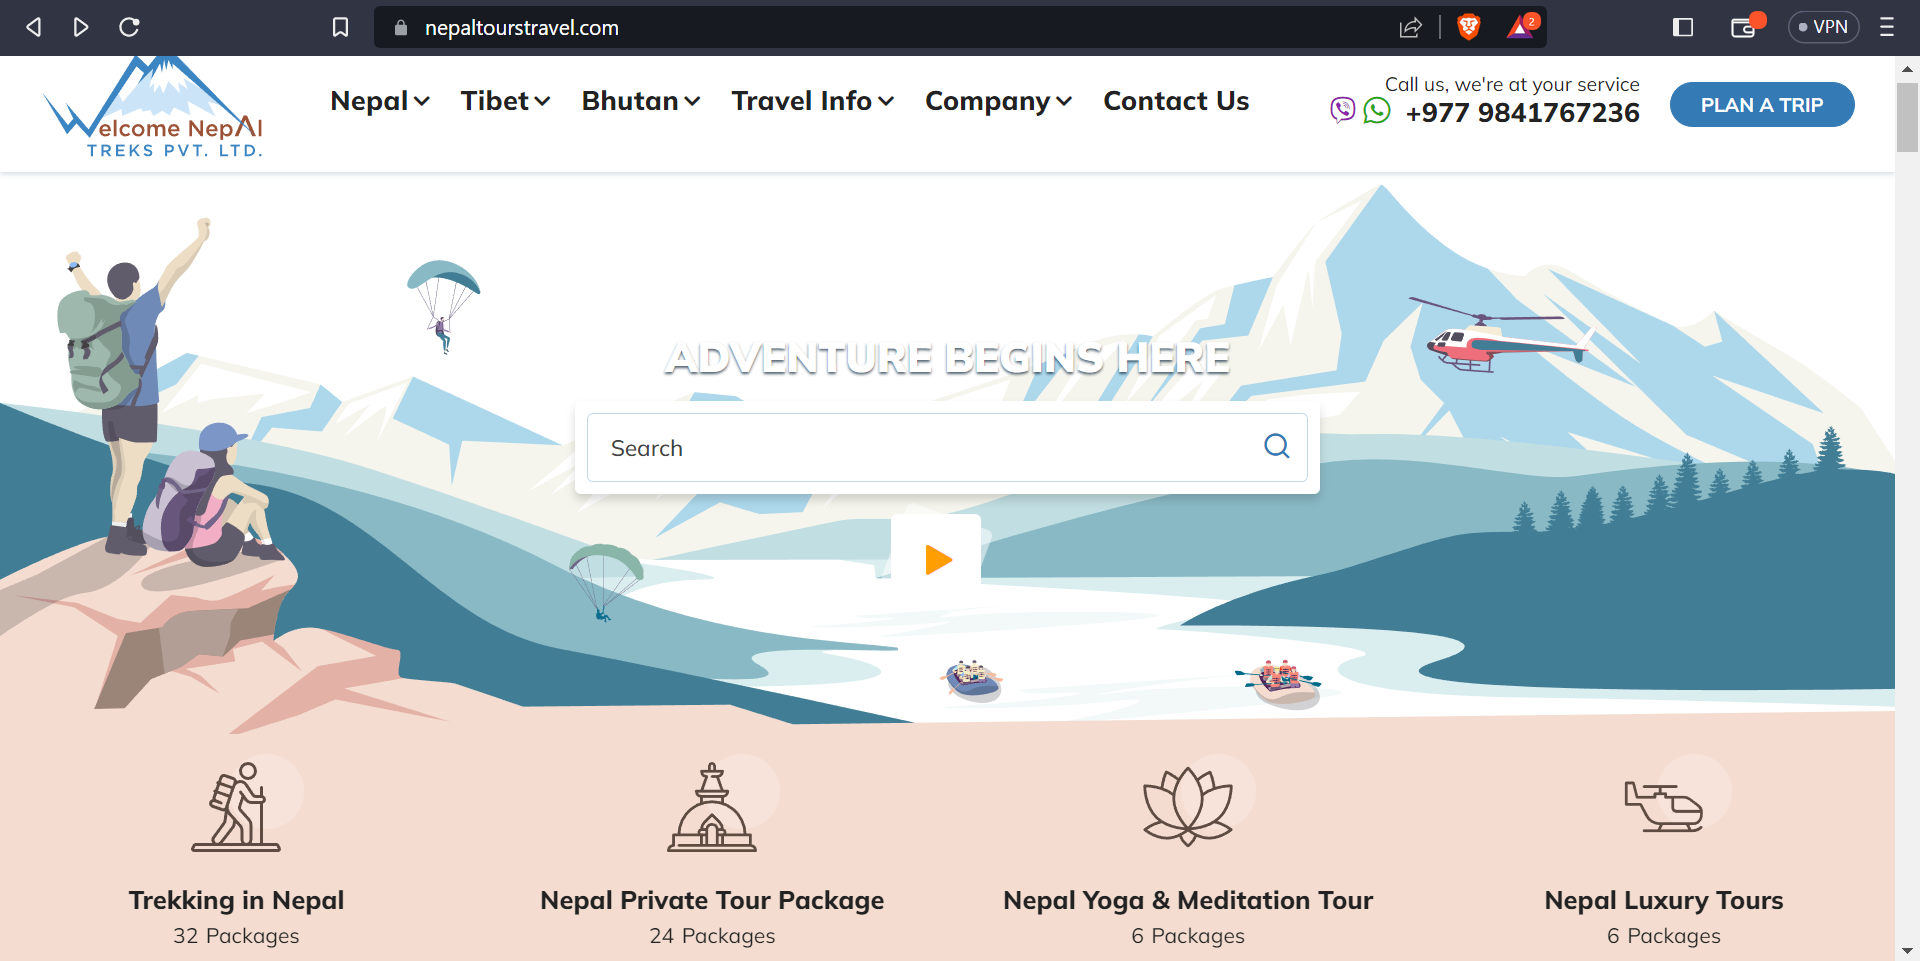 nepaltourstravel.com
2
VPN
Welcome NepAl
TREKS PVT. LTD.
Nepal
Tibet
Bhutan
Travel Info
Company
Contact Us
Call us, we're at your service
+977 9841767236
PLAN A TRIP
ADVENTURE BEGINS HERE
Search
Trekking in Nepal
32 Packages
Nepal Private Tour Package
24 Packages
Nepal Yoga & Meditation Tour
6 Packages
Nepal Luxury Tours
6 Packages